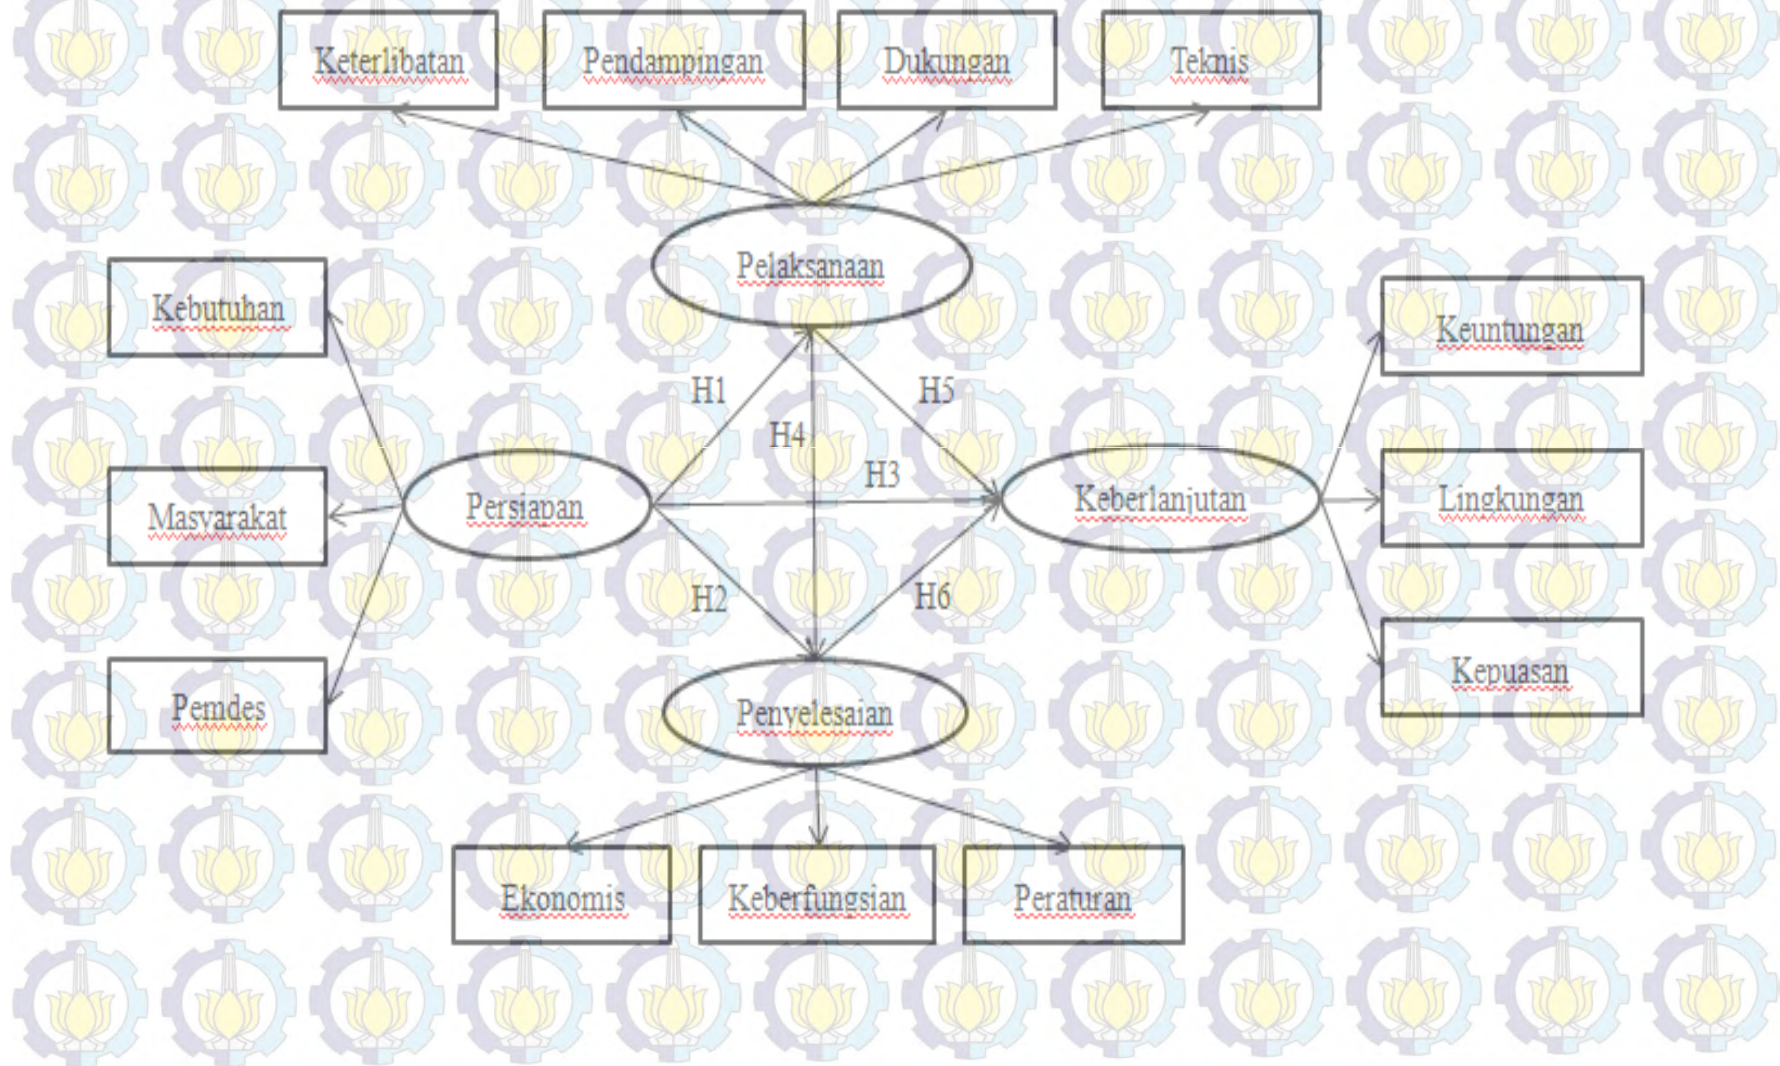 Keterlibatan
Pendampingan
Dukungan
Teknis
Pelaksanaan
Kebutuhan
Keuntungan
H1
H5
H4
H3
Masyarakat
Persiapan
Keberlanjutan
Lingkungan
H2
H6
Pemdes
Penyelesaian
Kepuasan
Ekonomis
Keberfungsian
Peraturan